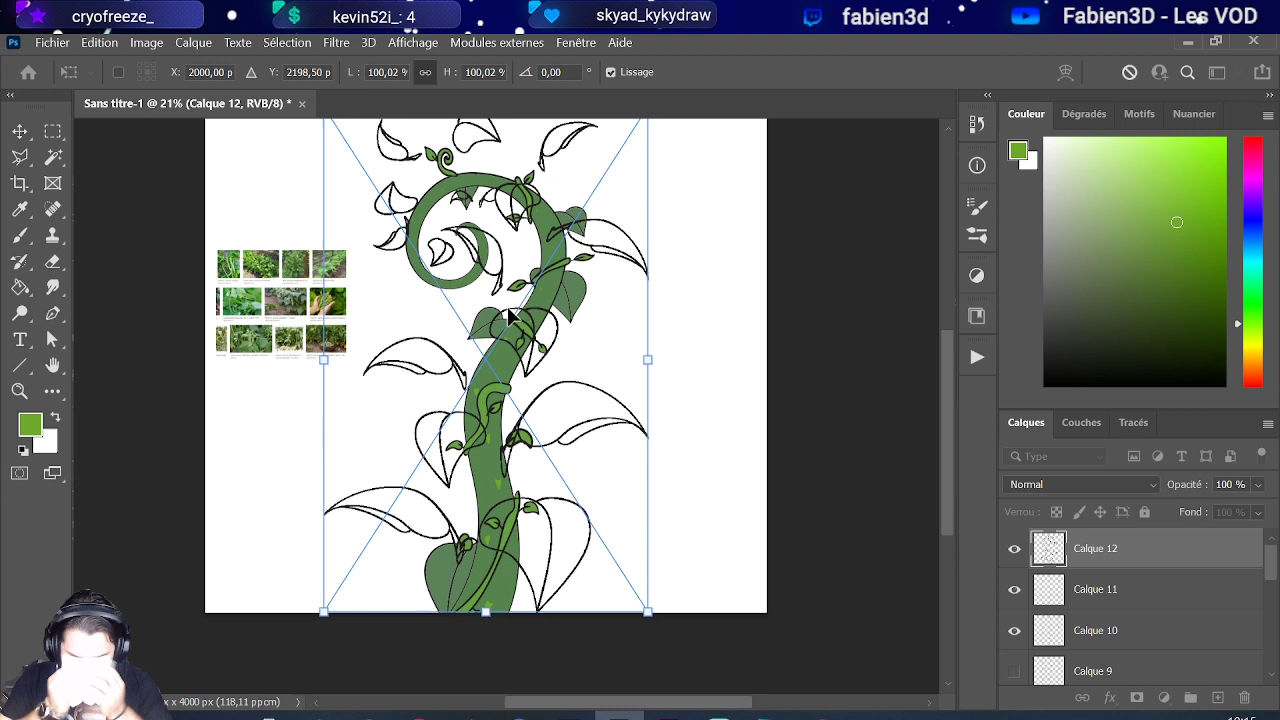 cryofreeze_ kevin52i_: 4 skyad_kykydraw fabien3d Fabien3D - Les VOD
Ps Fichier Edition Image Calque Texte Sélection Filtre 3D Affichage Modules externes Fenêtre Aide
X: 2000,00 p Y: 2198,50 p L : 100,02 % H : 100,02 % 0,00 ° Lissage
Sans titre-1 @ 21% (Calque 12, RVB/8) *
Couleur Dégradés Motifs Nuancier
Calques Couches Tracés
Type
Normal Opacité : 100 %
Verrou : Fond : 100 %
Calque 12
Calque 11
Calque 10
Calque 9
x 4000 px (118,11 ppcm)